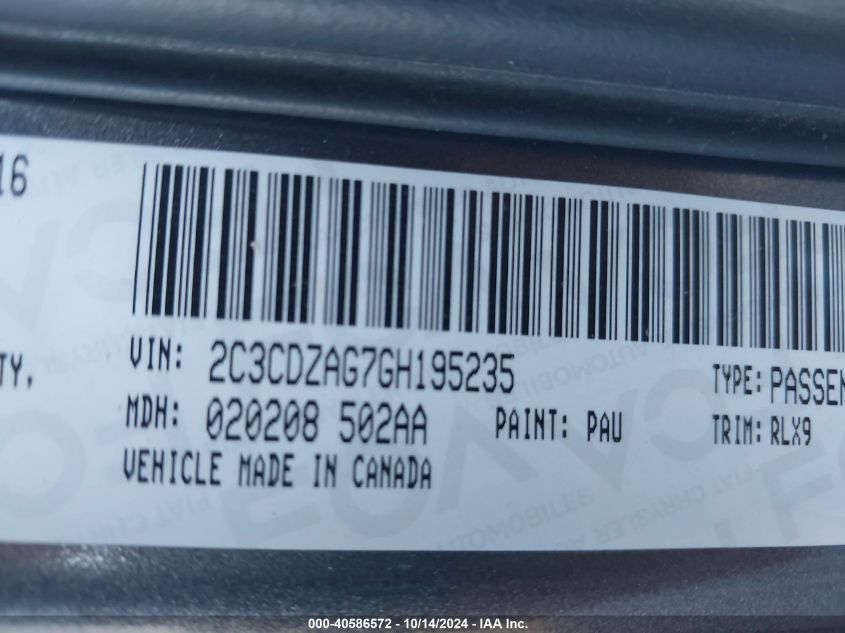 16
VIN: 2C3CDZAG7GH195235 TYPE: PASSEN
TY,
MDH: 020208 502AA PAINT: PAU TRIM: RLX9
VEHICLE MADE IN CANADA
000-40586572 - 10/14/2024 - IAA Inc.